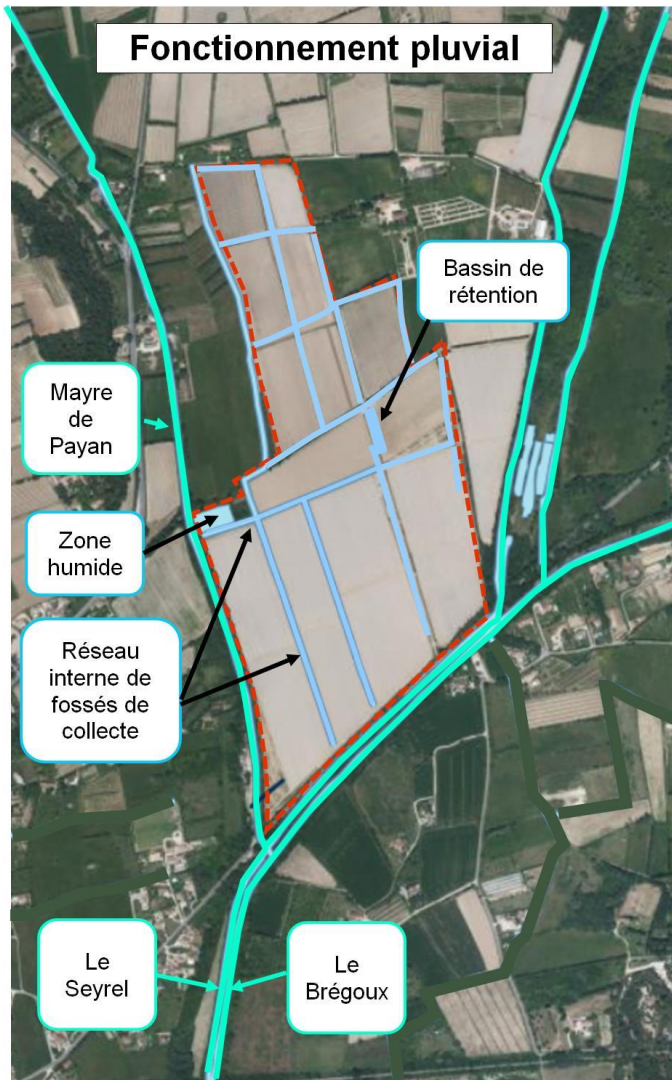 Fonctionnement pluvial
Bassin de
rétention
Mayre
de
Payan
Zone
humide
Réseau
interne de
fossés de
collecte
Le
Seyrel
Le
Brégoux